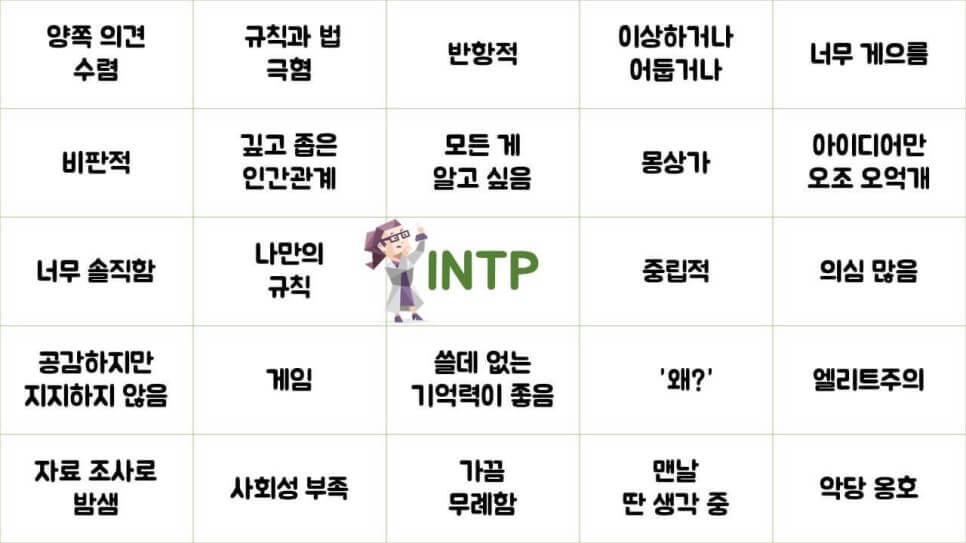 양쪽 의견
수렴
규칙과 법
극혐
반항적
이상하거나
어둡거나
너무 게으름
비판적
깊고 좁은
인간관계
모든 게
알고 싶음
몽상가
아이디어만
오조 오억개
너무 솔직함
나만의
규칙
INTP
중립적
의심 많음
공감하지만
지지하지 않음
게임
쓸데 없는
기억력이 좋음
'왜?'
엘리트주의
자료 조사로
밤샘
사회성 부족
가끔
무례함
맨날
딴 생각 중
악당 옹호